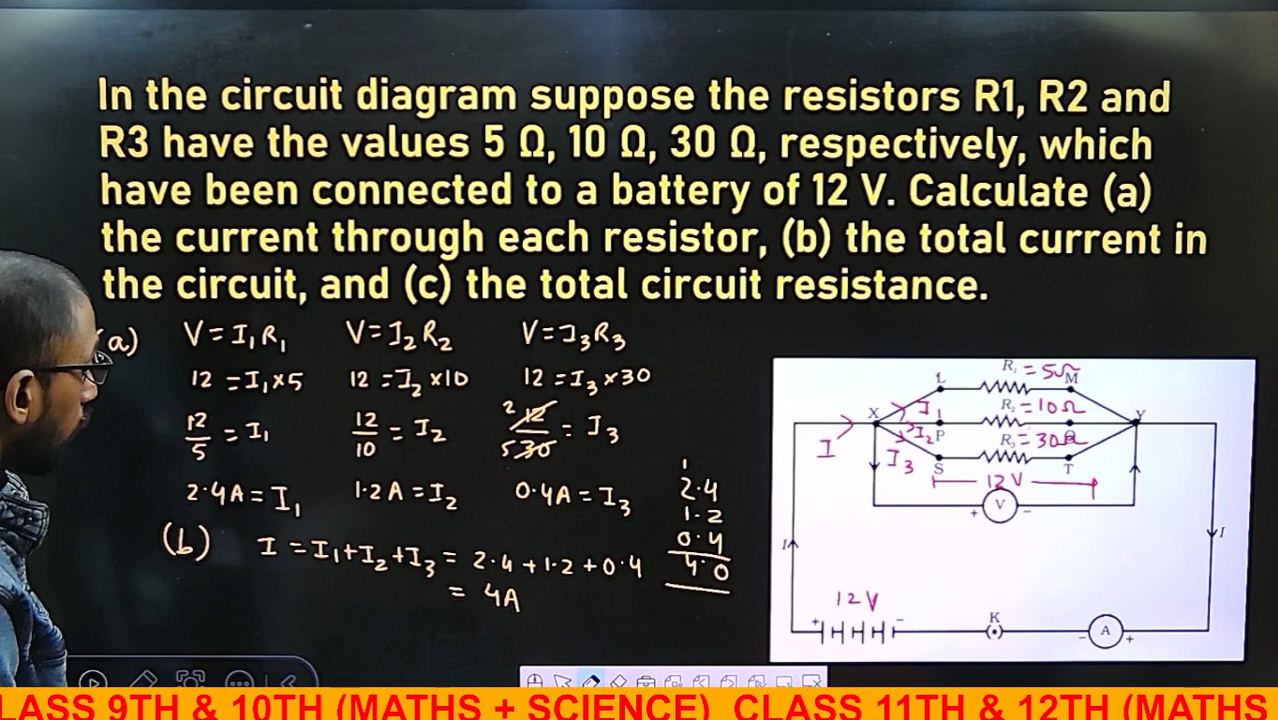 In the circuit diagram suppose the resistors R1, R2 and
R3 have the values 5 Ω, 10 Ω, 30 Ω, respectively, which
have been connected to a battery of 12 V. Calculate (a)
the current through each resistor, (b) the total current in
the circuit, and (c) the total circuit resistance.
(a) V = I₁R₁ V = I₂R₂ V = I₃R₃
12 = I₁×5 12 = I₂×10 12 = I₃×30
12/5 = I₁ 12/10 = I₂ 2 12/5 30 = I₃
2.4A = I₁ 1.2A = I₂ 0.4A = I₃
(b) I = I₁+I₂+I₃ = 2.4+1.2+0.4
= 4A
1
2.4
1.2
0.4
4.0
R₁ = 5Ω
L M
R₂ = 10Ω
X I₁ Y
I I₂ P Q
R₃ = 30Ω
I₃ S T
12V
+ V −
I I
12V
+ − K − A +
LASS 9TH & 10TH (MATHS + SCIENCE) CLASS 11TH & 12TH (MATHS